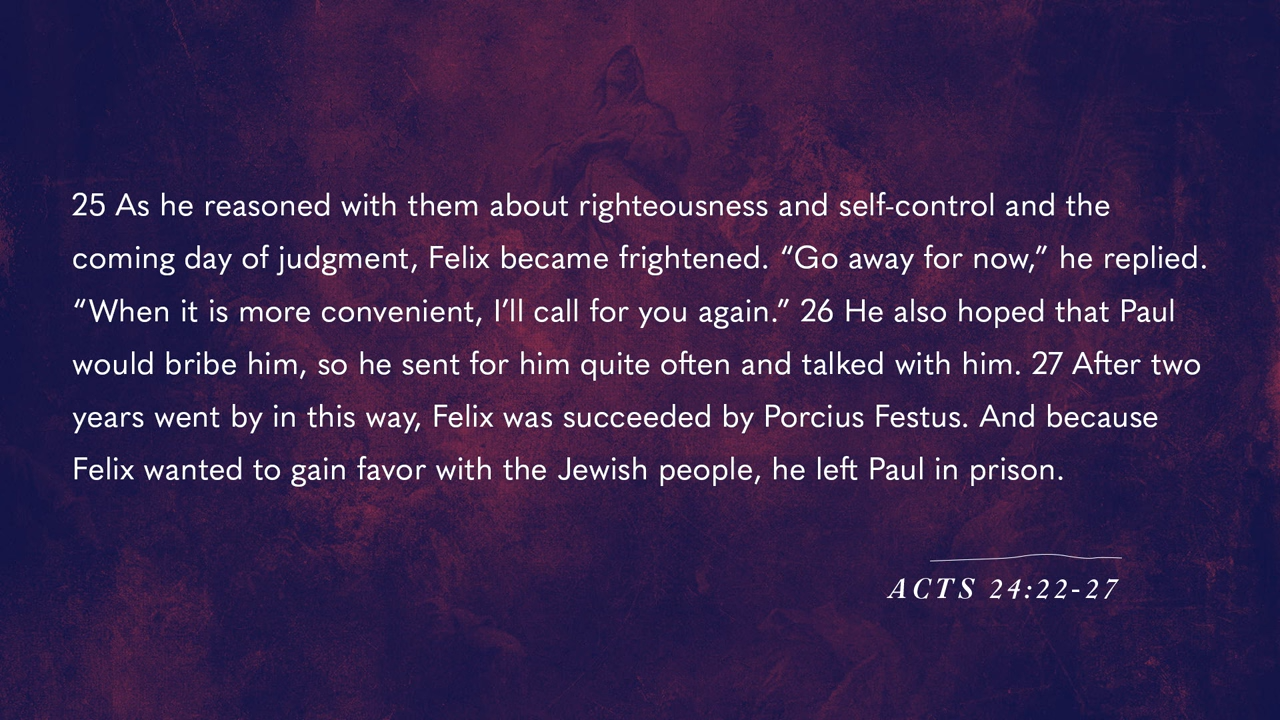 25 As he reasoned with them about righteousness and self-control and the
coming day of judgment, Felix became frightened. “Go away for now,” he replied.
“When it is more convenient, I’ll call for you again.” 26 He also hoped that Paul
would bribe him, so he sent for him quite often and talked with him. 27 After two
years went by in this way, Felix was succeeded by Porcius Festus. And because
Felix wanted to gain favor with the Jewish people, he left Paul in prison.
ACTS 24:22-27